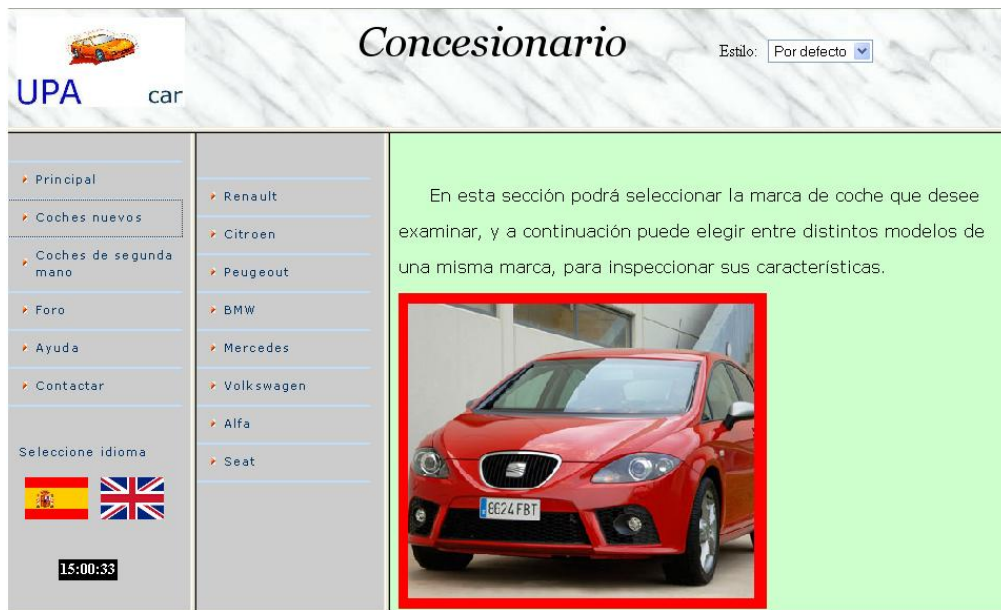 Concesionario
Estilo: Por defecto
UPA car
Principal
Coches nuevos
Coches de segunda
mano
Foro
Ayuda
Contactar
Seleccione idioma
15:00:33
Renault
Citroen
Peugeout
BMW
Mercedes
Volkswagen
Alfa
Seat
En esta sección podrá seleccionar la marca de coche que desee
examinar, y a continuación puede elegir entre distintos modelos de
una misma marca, para inspeccionar sus características.
8624 FBT